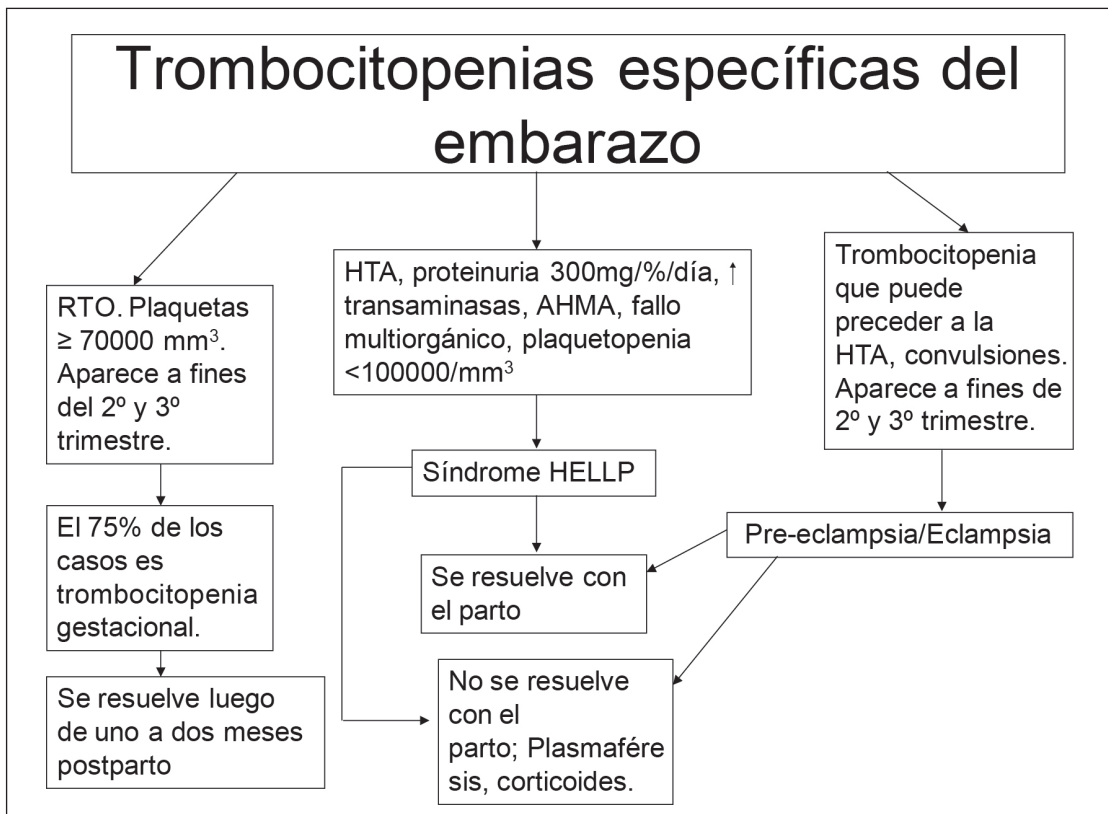 Trombocitopenias específicas del
embarazo
RTO. Plaquetas
≥ 70000 mm³.
Aparece a fines
del 2º y 3º
trimestre.
El 75% de los
casos es
trombocitopenia
gestacional.
Se resuelve luego
de uno a dos meses
postparto
HTA, proteinuria 300mg/%/día, ↑
transaminasas, AHMA, fallo
multiorgánico, plaquetopenia
<100000/mm³
Síndrome HELLP
Se resuelve con
el parto
No se resuelve
con el
parto; Plasmafére
sis, corticoides.
Trombocitopenia
que puede
preceder a la
HTA, convulsiones.
Aparece a fines de
2º y 3º trimestre.
Pre-eclampsia/Eclampsia